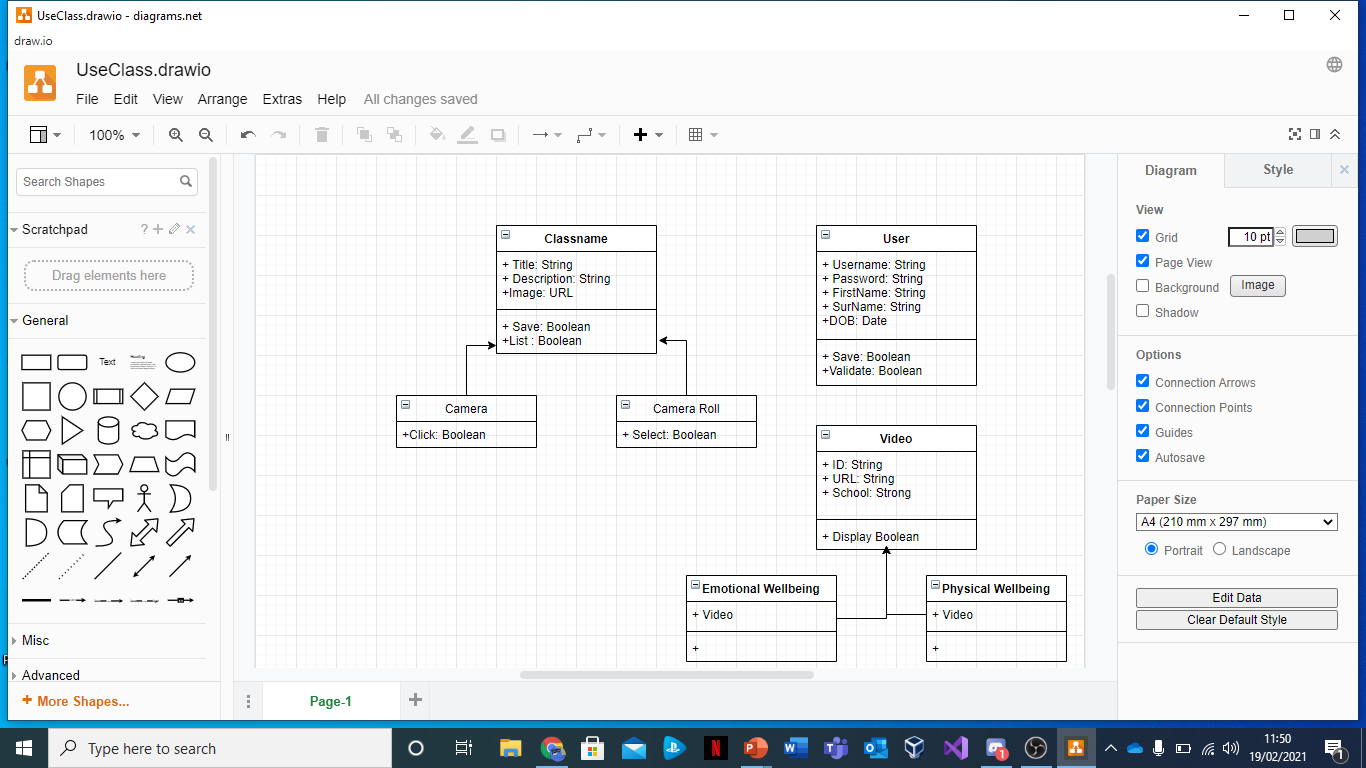 UseClass.drawio - diagrams.net
draw.io
UseClass.drawio
File Edit View Arrange Extras Help All changes saved
100%
Search Shapes
Scratchpad
?
Drag elements here
General
Text
Heading
Misc
Advanced
+ More Shapes...
Classname
+ Title: String
+ Description: String
+Image: URL
+ Save: Boolean
+List : Boolean
Camera
+Click: Boolean
Camera Roll
+ Select: Boolean
User
+ Username: String
+ Password: String
+ FirstName: String
+ SurName: String
+DOB: Date
+ Save: Boolean
+Validate: Boolean
Video
+ ID: String
+ URL: String
+ School: Strong
+ Display Boolean
Emotional Wellbeing
+ Video
+
Physical Wellbeing
+ Video
+
Page-1
Diagram Style
View
Grid 10 pt
Page View
Background Image
Shadow
Options
Connection Arrows
Connection Points
Guides
Autosave
Paper Size
A4 (210 mm x 297 mm)
Portrait Landscape
Edit Data
Clear Default Style
Type here to search
11:50
19/02/2021